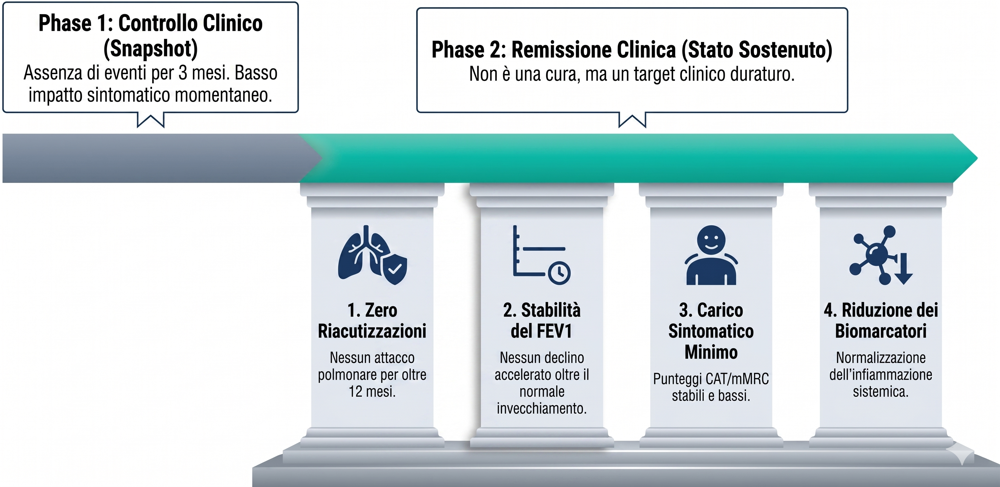 Phase 1: Controllo Clinico
(Snapshot)
Assenza di eventi per 3 mesi. Basso
impatto sintomatico momentaneo.
Phase 2: Remissione Clinica (Stato Sostenuto)
Non è una cura, ma un target clinico duraturo.
1. Zero
Riacutizzazioni
Nessun attacco
polmonare per oltre
12 mesi.
2. Stabilità
del FEV1
Nessun declino
accelerato oltre il
normale
invecchiamento.
3. Carico
Sintomatico
Minimo
Punteggi CAT/mMRC
stabili e bassi.
4. Riduzione dei
Biomarcatori
Normalizzazione
dell'infiammazione
sistemica.